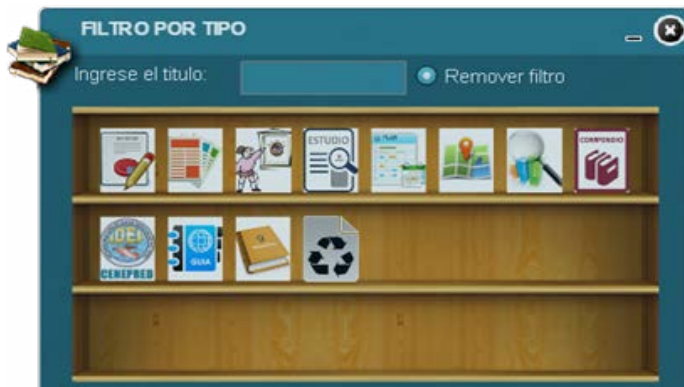 FILTRO POR TIPO
Ingrese el titulo:
Remover filtro
ESTUDIO
COMPENDIO
CENEPRED
GUIA